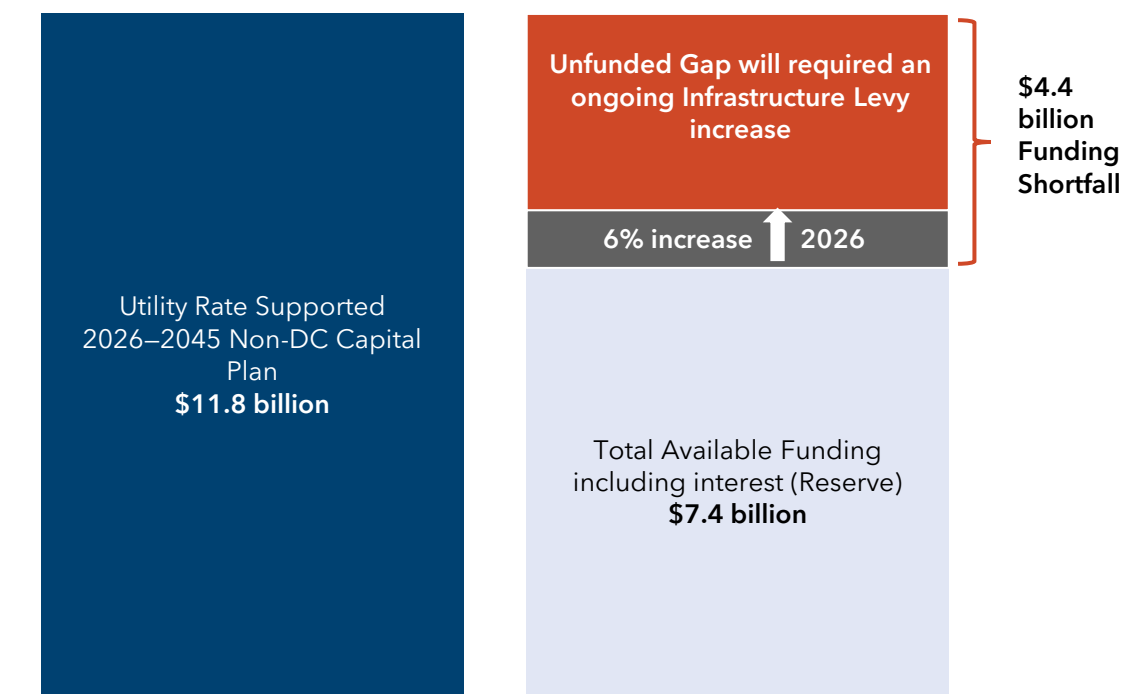 Utility Rate Supported
2026–2045 Non-DC Capital
Plan
$11.8 billion
Unfunded Gap will required an
ongoing Infrastructure Levy
increase
6% increase 2026
Total Available Funding
including interest (Reserve)
$7.4 billion
$4.4
billion
Funding
Shortfall